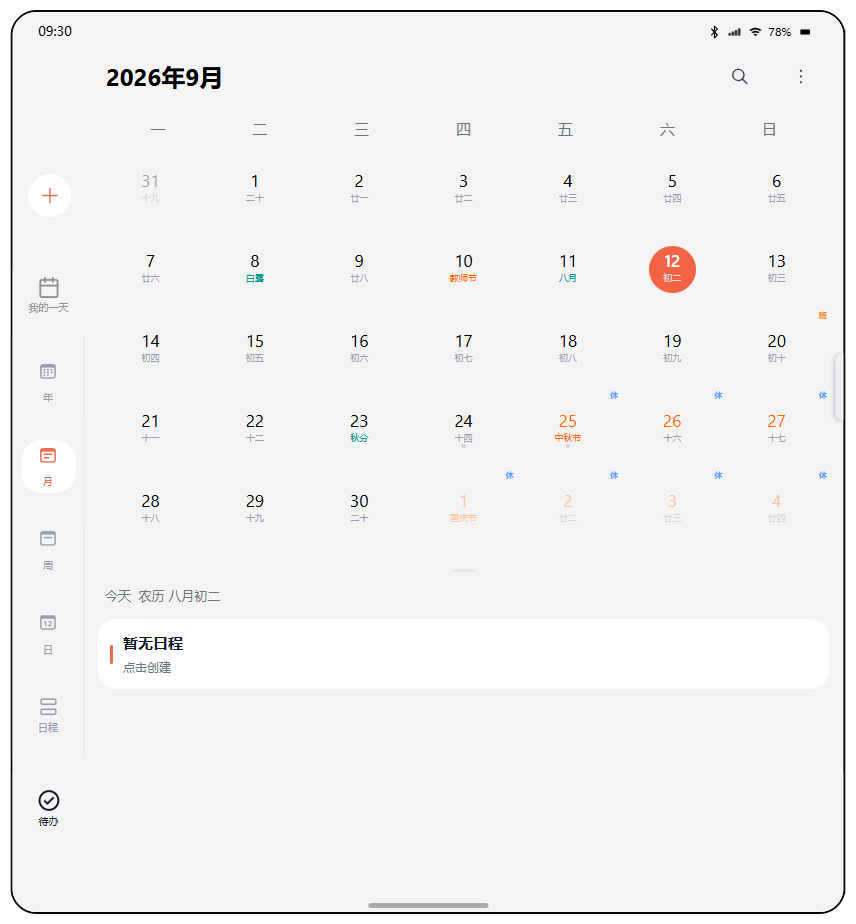 09:30 78%
2026年9月
一 二 三 四 五 六 日
31 1 2 3 4 5 6
十九 二十 廿一 廿二 廿三 廿四 廿五
7 8 9 10 11 12 13
廿六 白露 廿八 教师节 八月 初二 初三
班
14 15 16 17 18 19 20
初四 初五 初六 初七 初八 初九 初十
休 休 休
21 22 23 24 25 26 27
十一 十二 秋分 十四 中秋节 十六 十七
休 休 休 休
28 29 30 1 2 3 4
十八 十九 二十 国庆节 廿二 廿三 廿四
我的一天
年
月
周
12
日
日程
待办
今天 农历 八月初二
暂无日程
点击创建